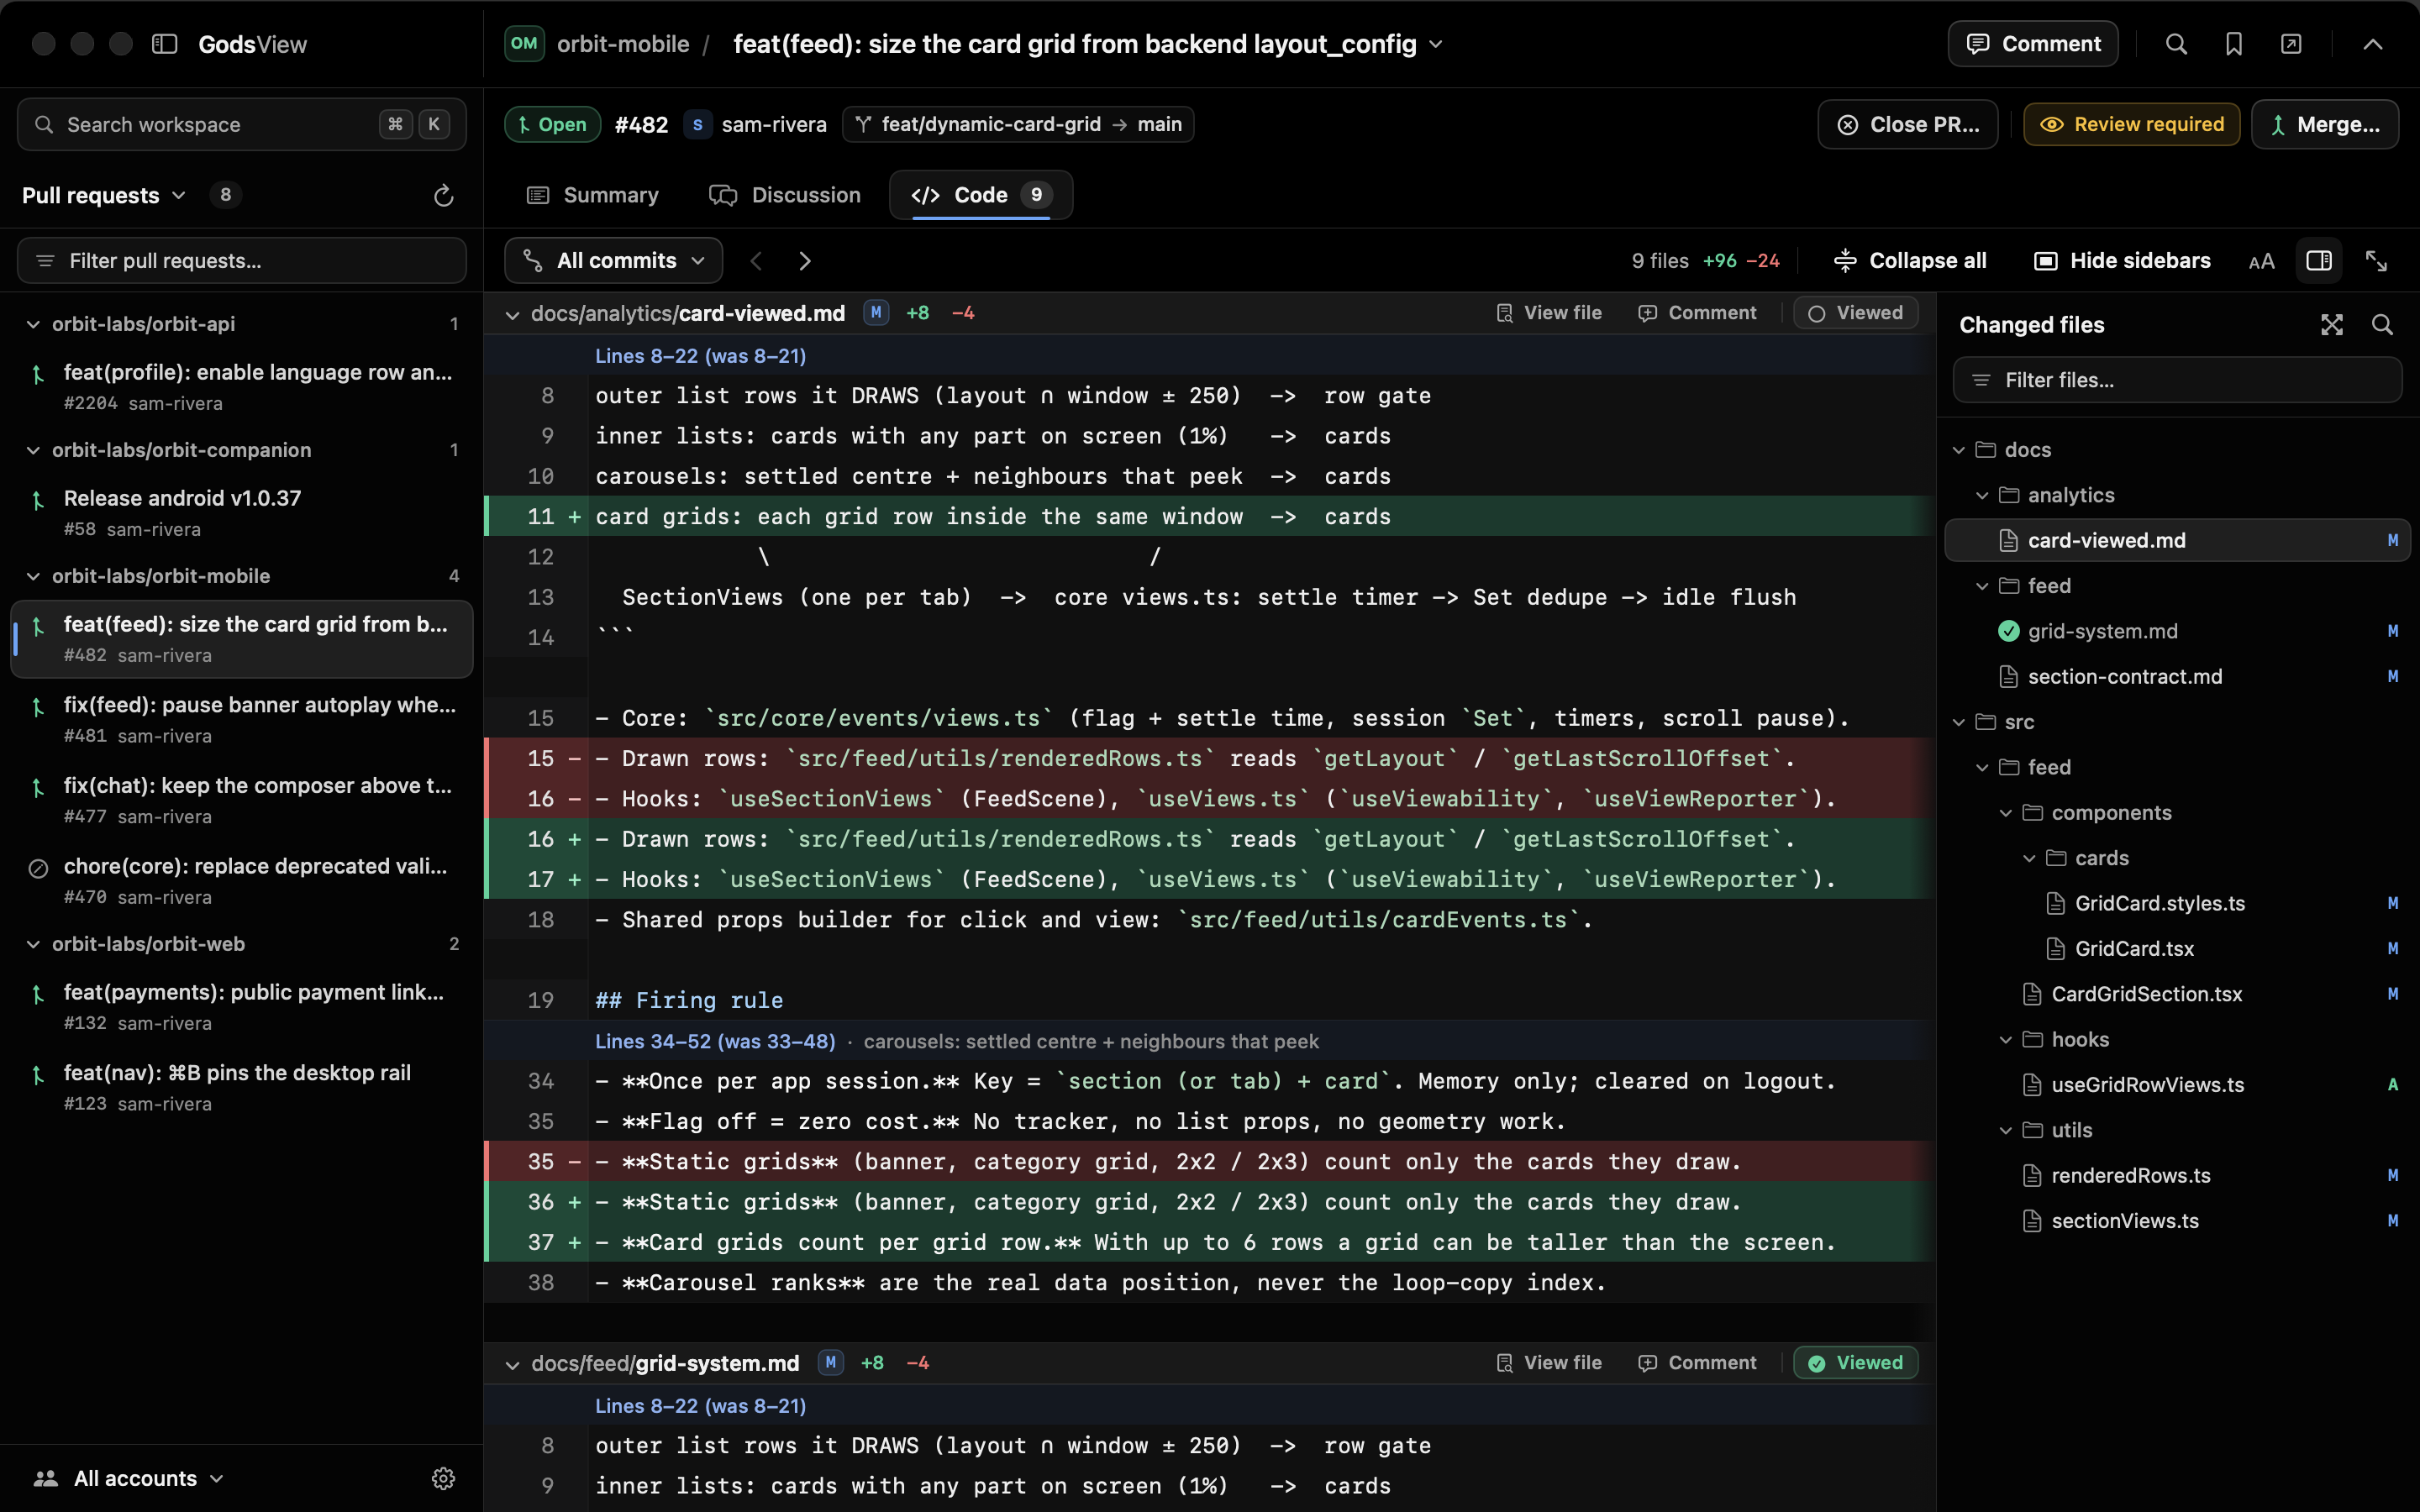 GodsView
OM orbit-mobile / feat(feed): size the card grid from backend layout_config
Comment
Search workspace ⌘ K
Open #482 S sam-rivera feat/dynamic-card-grid → main
Close PR... Review required Merge...
Pull requests 8
Summary Discussion </> Code 9
Filter pull requests...
All commits
9 files +96 −24 Collapse all Hide sidebars AA
orbit-labs/orbit-api 1
feat(profile): enable language row an...
#2204 sam-rivera
orbit-labs/orbit-companion 1
Release android v1.0.37
#58 sam-rivera
orbit-labs/orbit-mobile 4
feat(feed): size the card grid from b...
#482 sam-rivera
fix(feed): pause banner autoplay whe...
#481 sam-rivera
fix(chat): keep the composer above t...
#477 sam-rivera
chore(core): replace deprecated vali...
#470 sam-rivera
orbit-labs/orbit-web 2
feat(payments): public payment link...
#132 sam-rivera
feat(nav): ⌘B pins the desktop rail
#123 sam-rivera
All accounts
docs/analytics/card-viewed.md M +8 −4 View file Comment Viewed
Lines 8–22 (was 8–21)
8 outer list rows it DRAWS (layout ∩ window ± 250) -> row gate
9 inner lists: cards with any part on screen (1%) -> cards
10 carousels: settled centre + neighbours that peek -> cards
11 + card grids: each grid row inside the same window -> cards
12 \ /
13 SectionViews (one per tab) -> core views.ts: settle timer -> Set dedupe -> idle flush
14 ```
15 - Core: `src/core/events/views.ts` (flag + settle time, session `Set`, timers, scroll pause).
15 - - Drawn rows: `src/feed/utils/renderedRows.ts` reads `getLayout` / `getLastScrollOffset`.
16 - - Hooks: `useSectionViews` (FeedScene), `useViews.ts` (`useViewability`, `useViewReporter`).
16 + - Drawn rows: `src/feed/utils/renderedRows.ts` reads `getLayout` / `getLastScrollOffset`.
17 + - Hooks: `useSectionViews` (FeedScene), `useViews.ts` (`useViewability`, `useViewReporter`).
18 - Shared props builder for click and view: `src/feed/utils/cardEvents.ts`.
19 ## Firing rule
Lines 34–52 (was 33–48) · carousels: settled centre + neighbours that peek
34 - **Once per app session.** Key = `section (or tab) + card`. Memory only; cleared on logout.
35 - **Flag off = zero cost.** No tracker, no list props, no geometry work.
35 - - **Static grids** (banner, category grid, 2x2 / 2x3) count only the cards they draw.
36 + - **Static grids** (banner, category grid, 2x2 / 2x3) count only the cards they draw.
37 + - **Card grids count per grid row.** With up to 6 rows a grid can be taller than the screen.
38 - **Carousel ranks** are the real data position, never the loop-copy index.
docs/feed/grid-system.md M +8 −4 View file Comment Viewed
Lines 8–22 (was 8–21)
8 outer list rows it DRAWS (layout ∩ window ± 250) -> row gate
9 inner lists: cards with any part on screen (1%) -> cards
Changed files
Filter files...
docs
analytics
card-viewed.md M
feed
grid-system.md M
section-contract.md M
src
feed
components
cards
GridCard.styles.ts M
GridCard.tsx M
CardGridSection.tsx M
hooks
useGridRowViews.ts A
utils
renderedRows.ts M
sectionViews.ts M